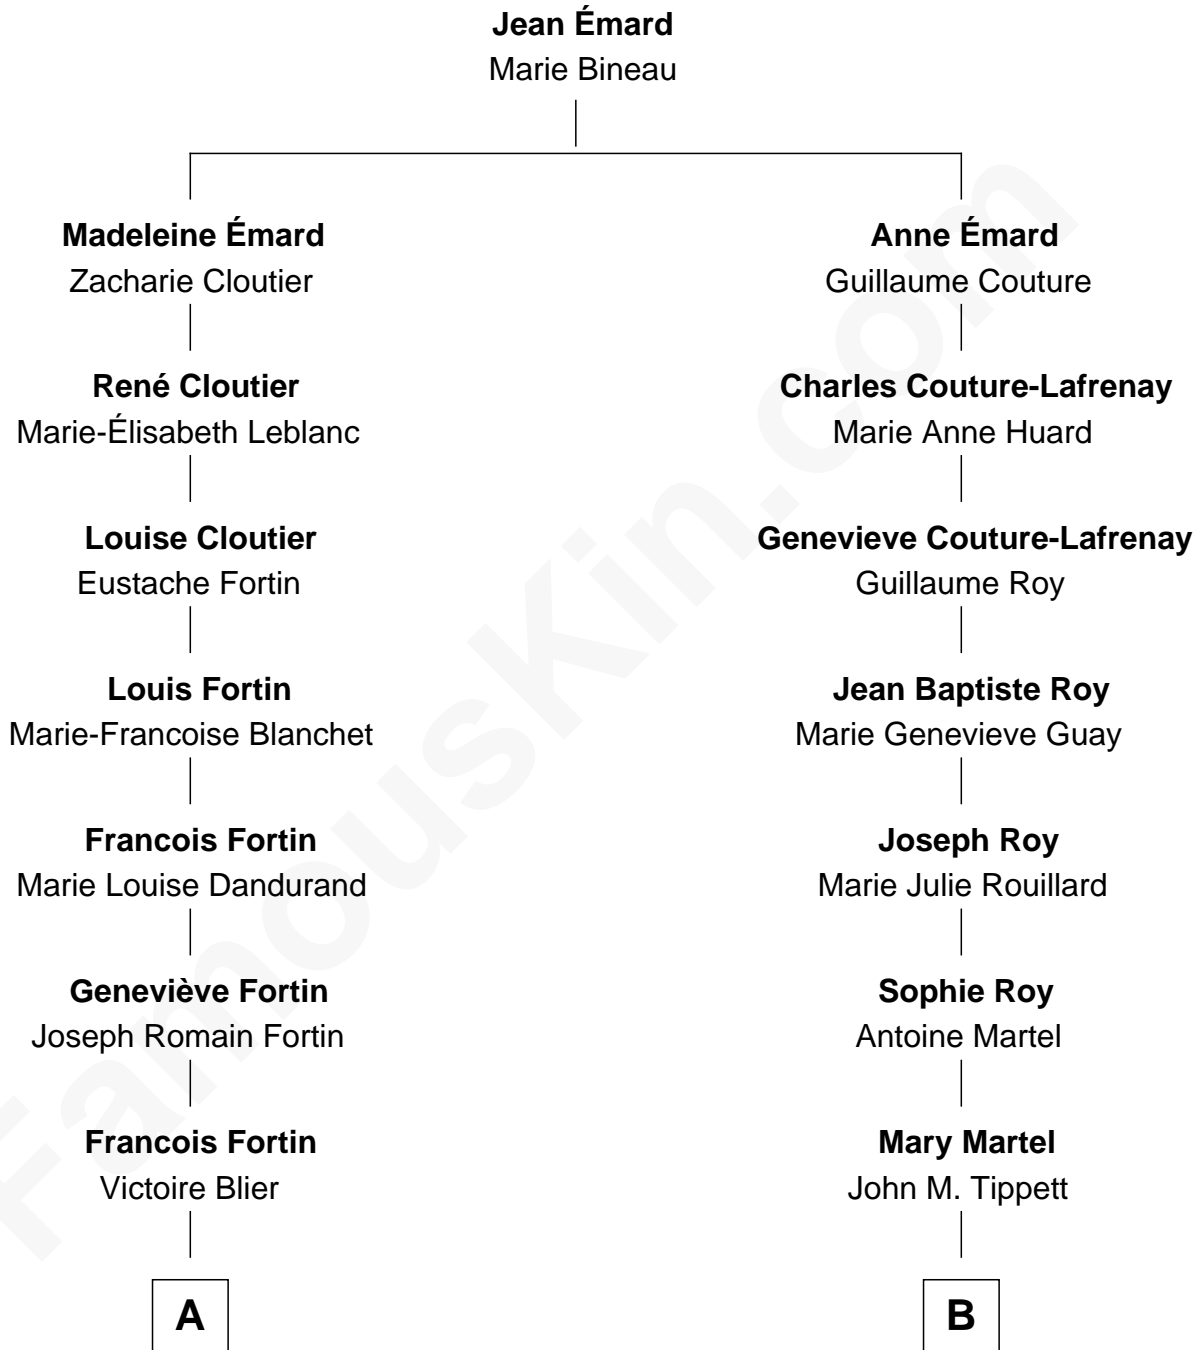 Jean Émard
Marie Bineau
Madeleine Émard
Zacharie Cloutier
Anne Émard
Guillaume Couture
René Cloutier
Marie-Élisabeth Leblanc
Charles Couture-Lafrenay
Marie Anne Huard
Louise Cloutier
Eustache Fortin
Genevieve Couture-Lafrenay
Guillaume Roy
Louis Fortin
Marie-Francoise Blanchet
Jean Baptiste Roy
Marie Genevieve Guay
Francois Fortin
Marie Louise Dandurand
Joseph Roy
Marie Julie Rouillard
Geneviève Fortin
Joseph Romain Fortin
Sophie Roy
Antoine Martel
Francois Fortin
Victoire Blier
Mary Martel
John M. Tippett
A
B
FamousKin.com